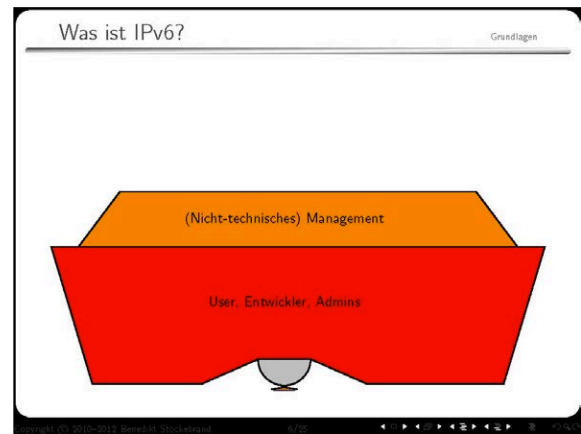 Was ist IPv6?
Grundlagen
(Nicht-technisches) Management
User, Entwickler, Admins
Copyright (C) 2010–2012 Benedikt Stockebrand
6/25